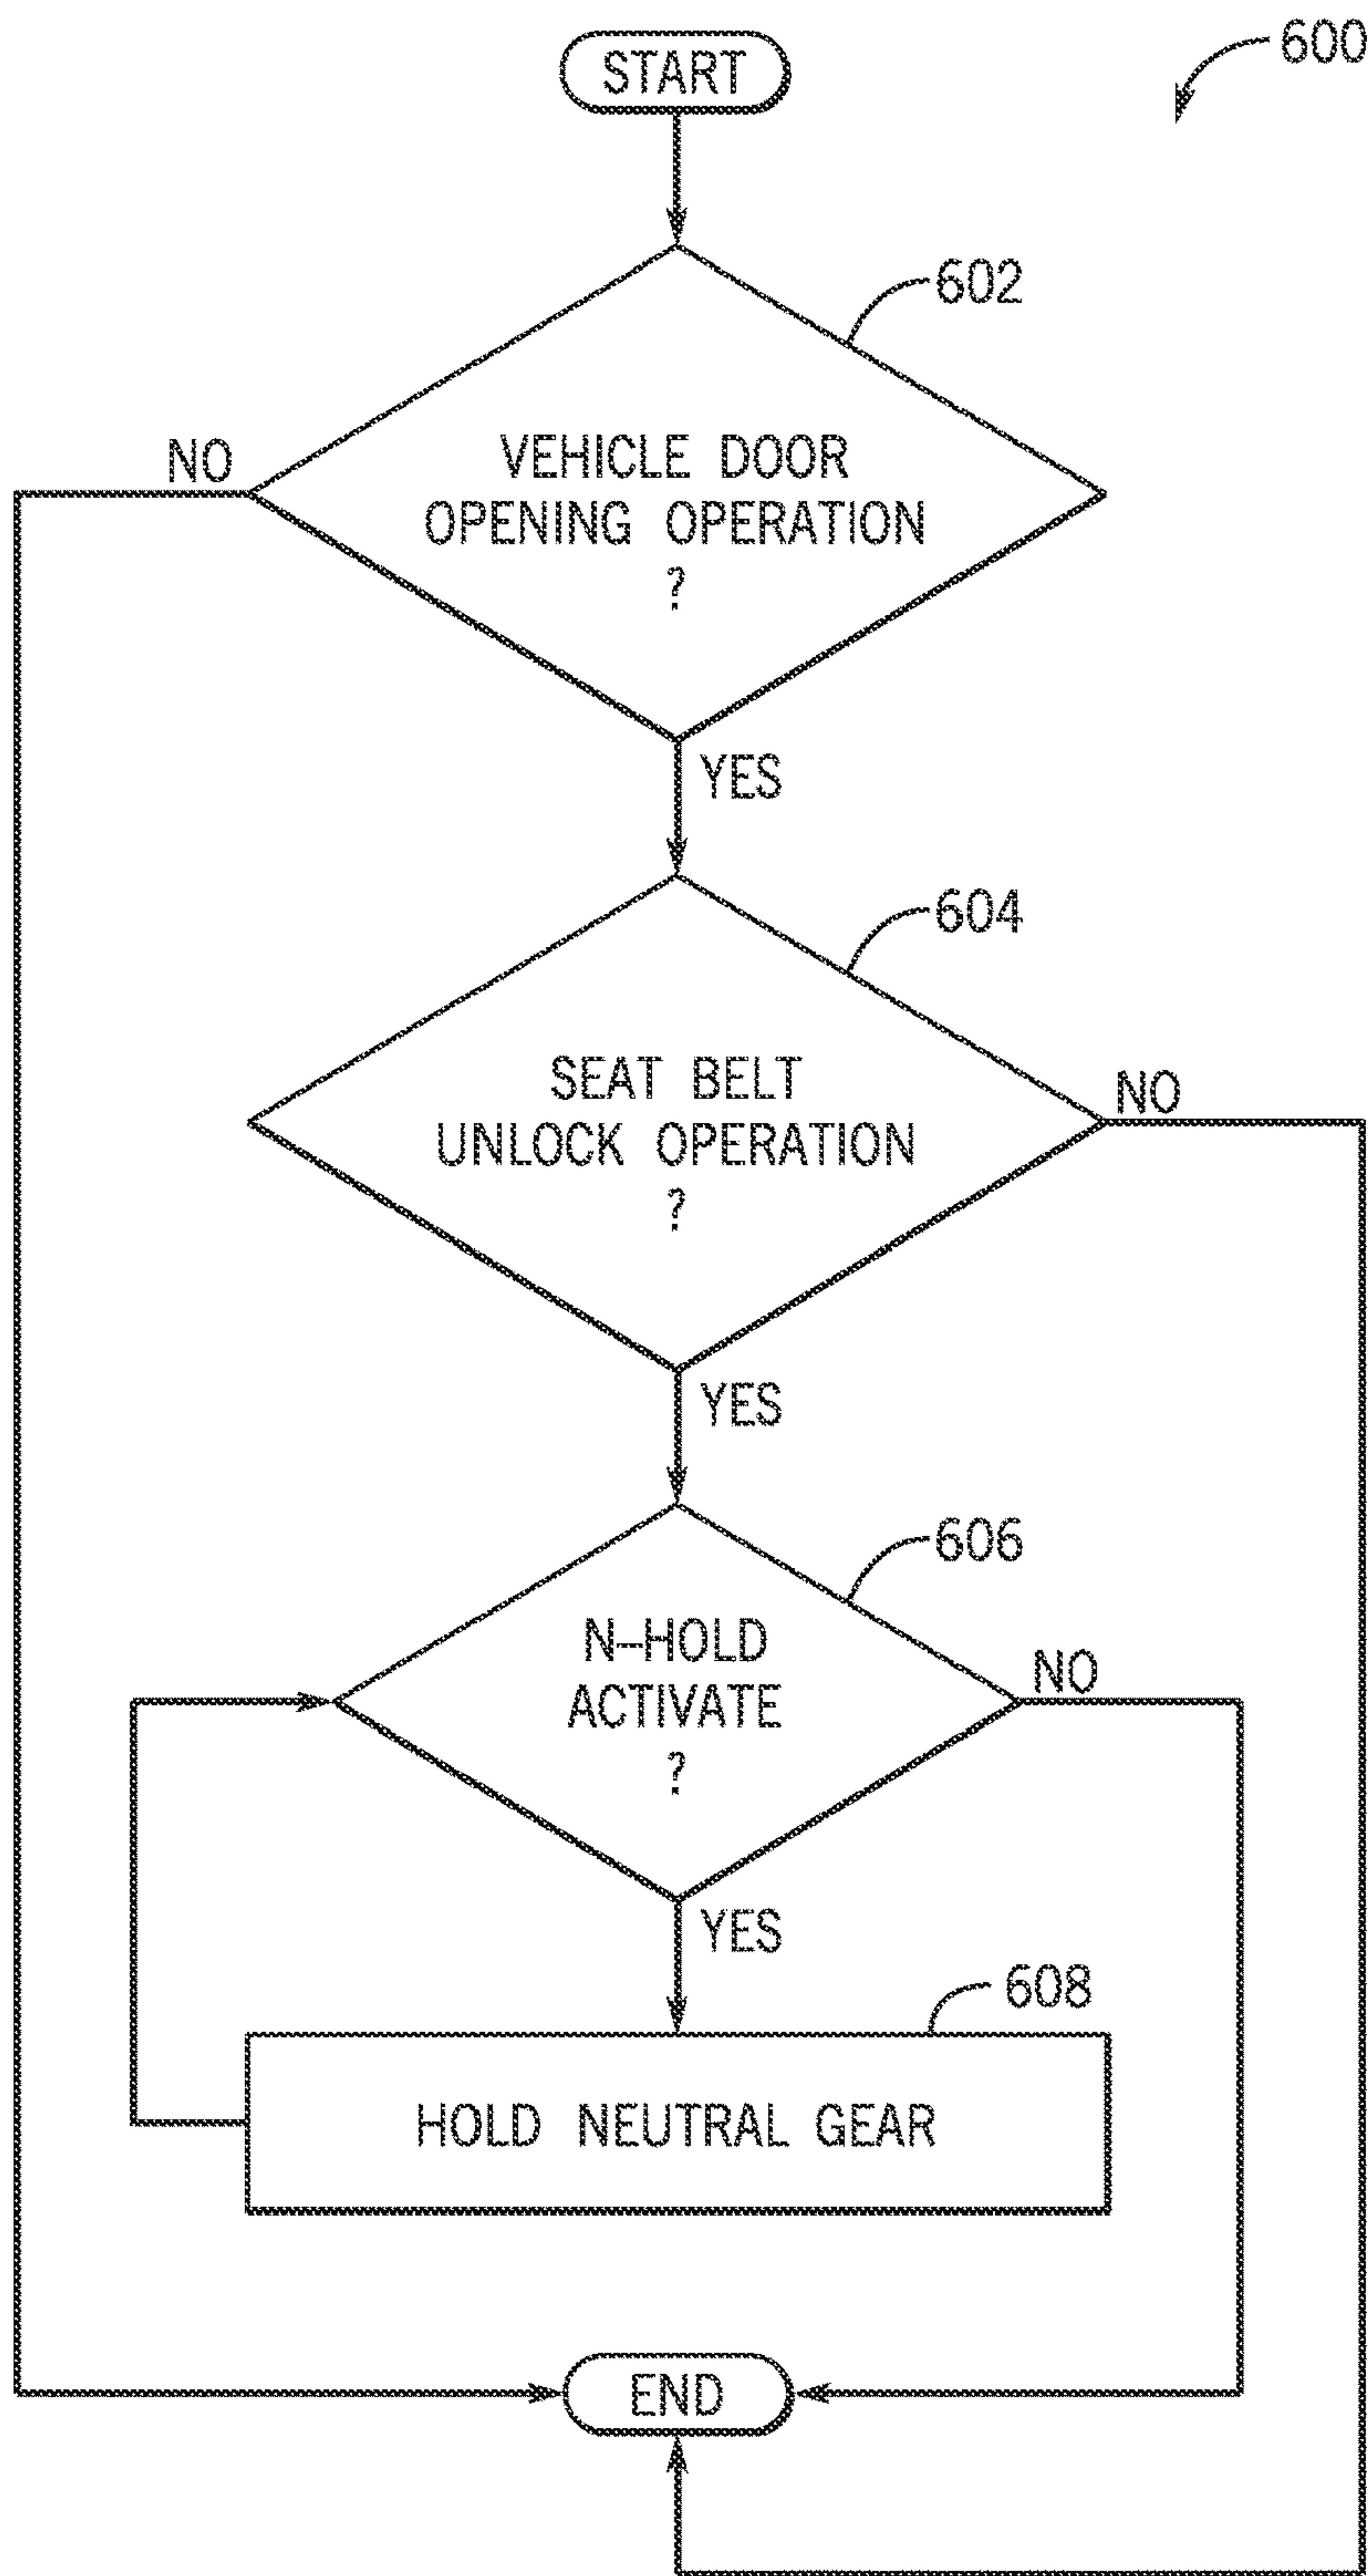 600
START
602
NO
VEHICLE DOOR
OPENING OPERATION
?
YES
604
SEAT BELT
UNLOCK OPERATION
?
NO
YES
606
N-HOLD
ACTIVATE
?
NO
YES
608
HOLD NEUTRAL GEAR
END